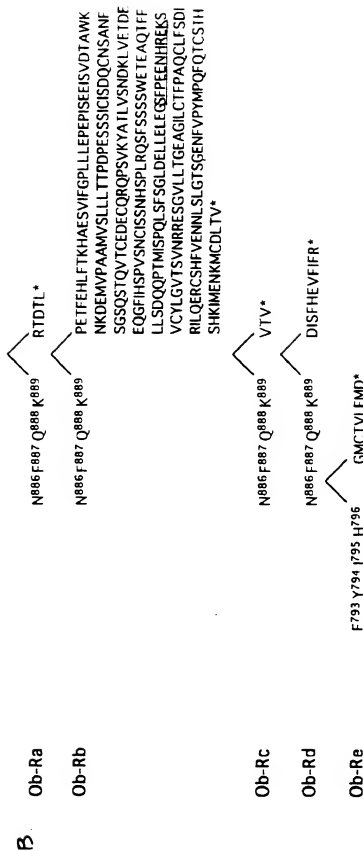 B.
Ob-Ra N886 F887 Q888 K889 RTDTL*
Ob-Rb N886 F887 Q888 K889 PETFEHLFTKHAESVIFGPLLLEPEPISEEISVDTAWK
NKDEMVPAAMVSLLLTTPDPESSSICISDQCNSANF
SGSQSTQVTCEDECQRQPSVKYATLVSNDKLVETDE
EQGFIHSPVSNCISSNHSPLRQSFSSSSWETEAQTFF
LLSDQQPTMISPQLSFSGLDELLELEGSFPEENHREKS
VCYLGVTSVNRRESGVLLTGEAGILCTFPAQCLFSDI
RILQERCSHFVENNLSLGTSGENFVPYMPQFQTCSTH
SHKIMENKMCDLTV*
Ob-Rc N886 F887 Q888 K889 VTV*
Ob-Rd N886 F887 Q888 K889 DISFHEVFIFR*
Ob-Re F793 Y794 I795 H796 GMCTVLFMD*